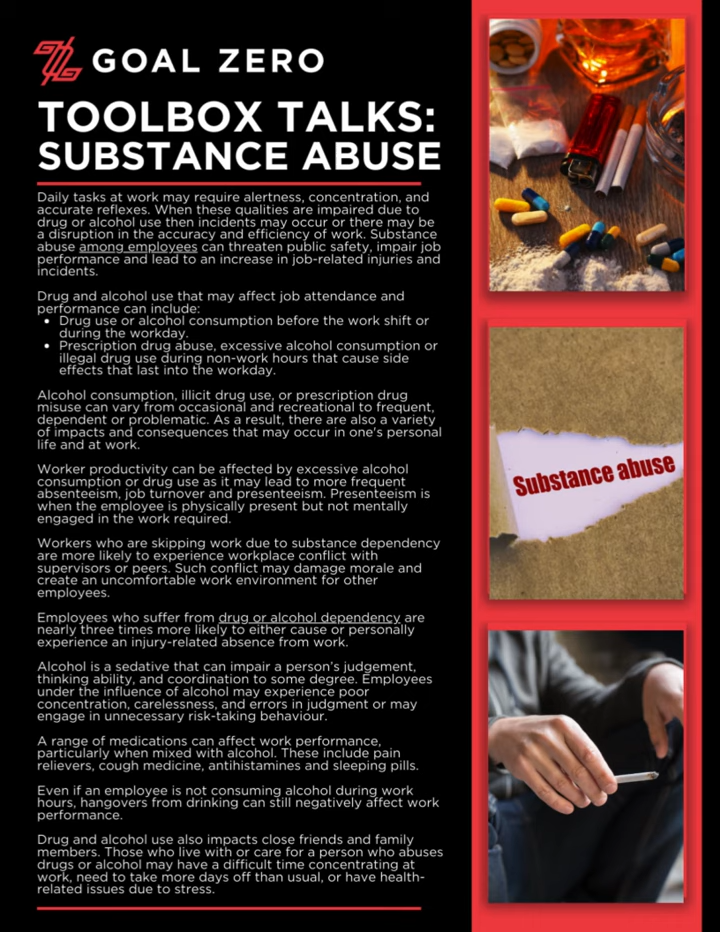 GOAL ZERO
TOOLBOX TALKS:
SUBSTANCE ABUSE
Daily tasks at work may require alertness, concentration, and
accurate reflexes. When these qualities are impaired due to
drug or alcohol use then incidents may occur or there may be
a disruption in the accuracy and efficiency of work. Substance
abuse among employees can threaten public safety, impair job
performance and lead to an increase in job-related injuries and
incidents.
Drug and alcohol use that may affect job attendance and
performance can include:
• Drug use or alcohol consumption before the work shift or
during the workday.
• Prescription drug abuse, excessive alcohol consumption or
illegal drug use during non-work hours that cause side
effects that last into the workday.
Alcohol consumption, illicit drug use, or prescription drug
misuse can vary from occasional and recreational to frequent,
dependent or problematic. As a result, there are also a variety
of impacts and consequences that may occur in one's personal
life and at work.
Worker productivity can be affected by excessive alcohol
consumption or drug use as it may lead to more frequent
absenteeism, job turnover and presenteeism. Presenteeism is
when the employee is physically present but not mentally
engaged in the work required.
Workers who are skipping work due to substance dependency
are more likely to experience workplace conflict with
supervisors or peers. Such conflict may damage morale and
create an uncomfortable work environment for other
employees.
Employees who suffer from drug or alcohol dependency are
nearly three times more likely to either cause or personally
experience an injury-related absence from work.
Alcohol is a sedative that can impair a person's judgement,
thinking ability, and coordination to some degree. Employees
under the influence of alcohol may experience poor
concentration, carelessness, and errors in judgment or may
engage in unnecessary risk-taking behaviour.
A range of medications can affect work performance,
particularly when mixed with alcohol. These include pain
relievers, cough medicine, antihistamines and sleeping pills.
Even if an employee is not consuming alcohol during work
hours, hangovers from drinking can still negatively affect work
performance.
Drug and alcohol use also impacts close friends and family
members. Those who live with or care for a person who abuses
drugs or alcohol may have a difficult time concentrating at
work, need to take more days off than usual, or have health-
related issues due to stress.
Substance abuse